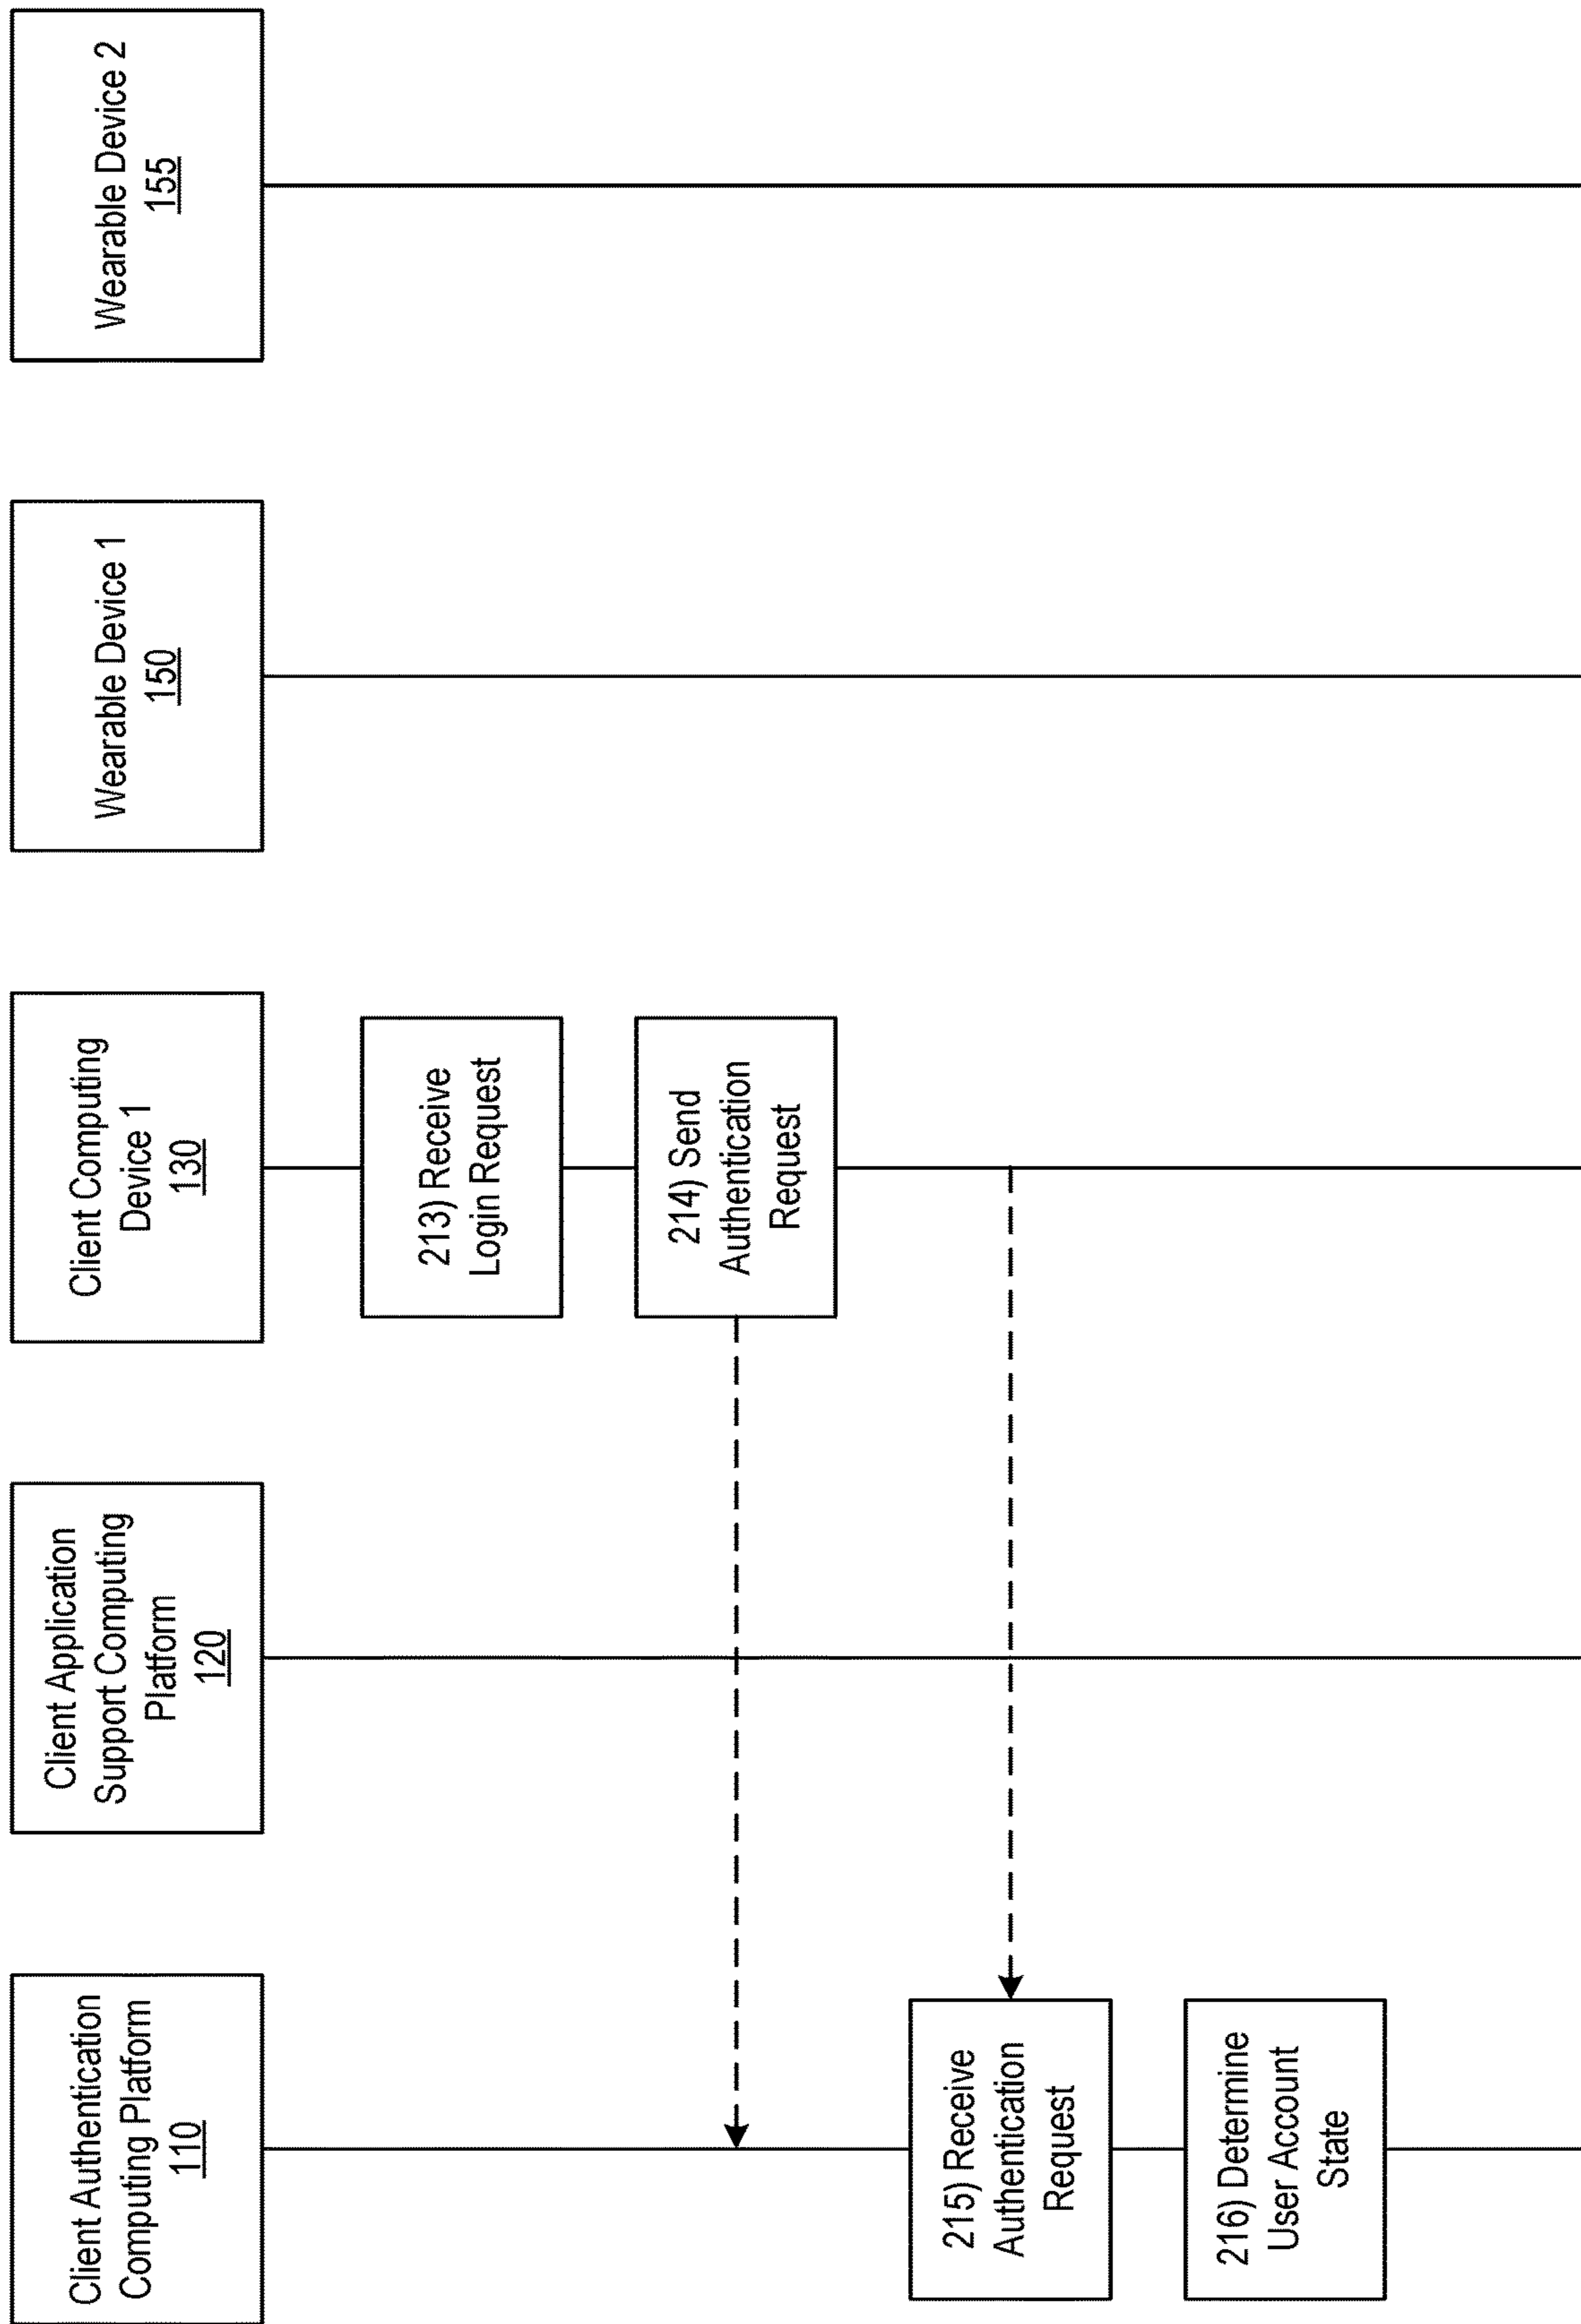 Client Authentication
Computing Platform
110
Client Application
Support Computing
Platform
120
Client Computing
Device 1
130
Wearable Device 1
150
Wearable Device 2
155
213) Receive
Login Request
214) Send
Authentication
Request
215) Receive
Authentication
Request
216) Determine
User Account
State